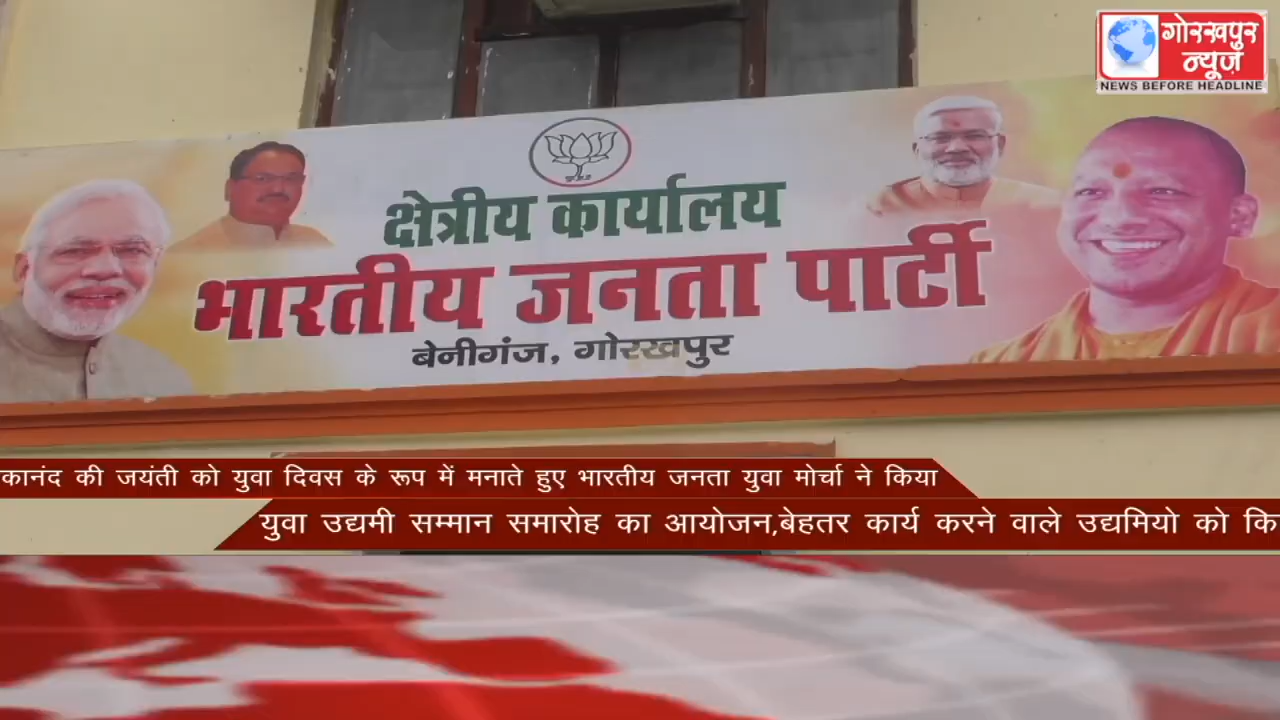 गोरखपुर
न्यूज़
NEWS BEFORE HEADLINE
क्षेत्रीय कार्यालय
भारतीय जनता पार्टी
बेनीगंज, गोरखपुर
कानंद की जयंती को युवा दिवस के रूप में मनाते हुए भारतीय जनता युवा मोर्चा ने किया
युवा उद्यमी सम्मान समारोह का आयोजन,बेहतर कार्य करने वाले उद्यमियो को कि